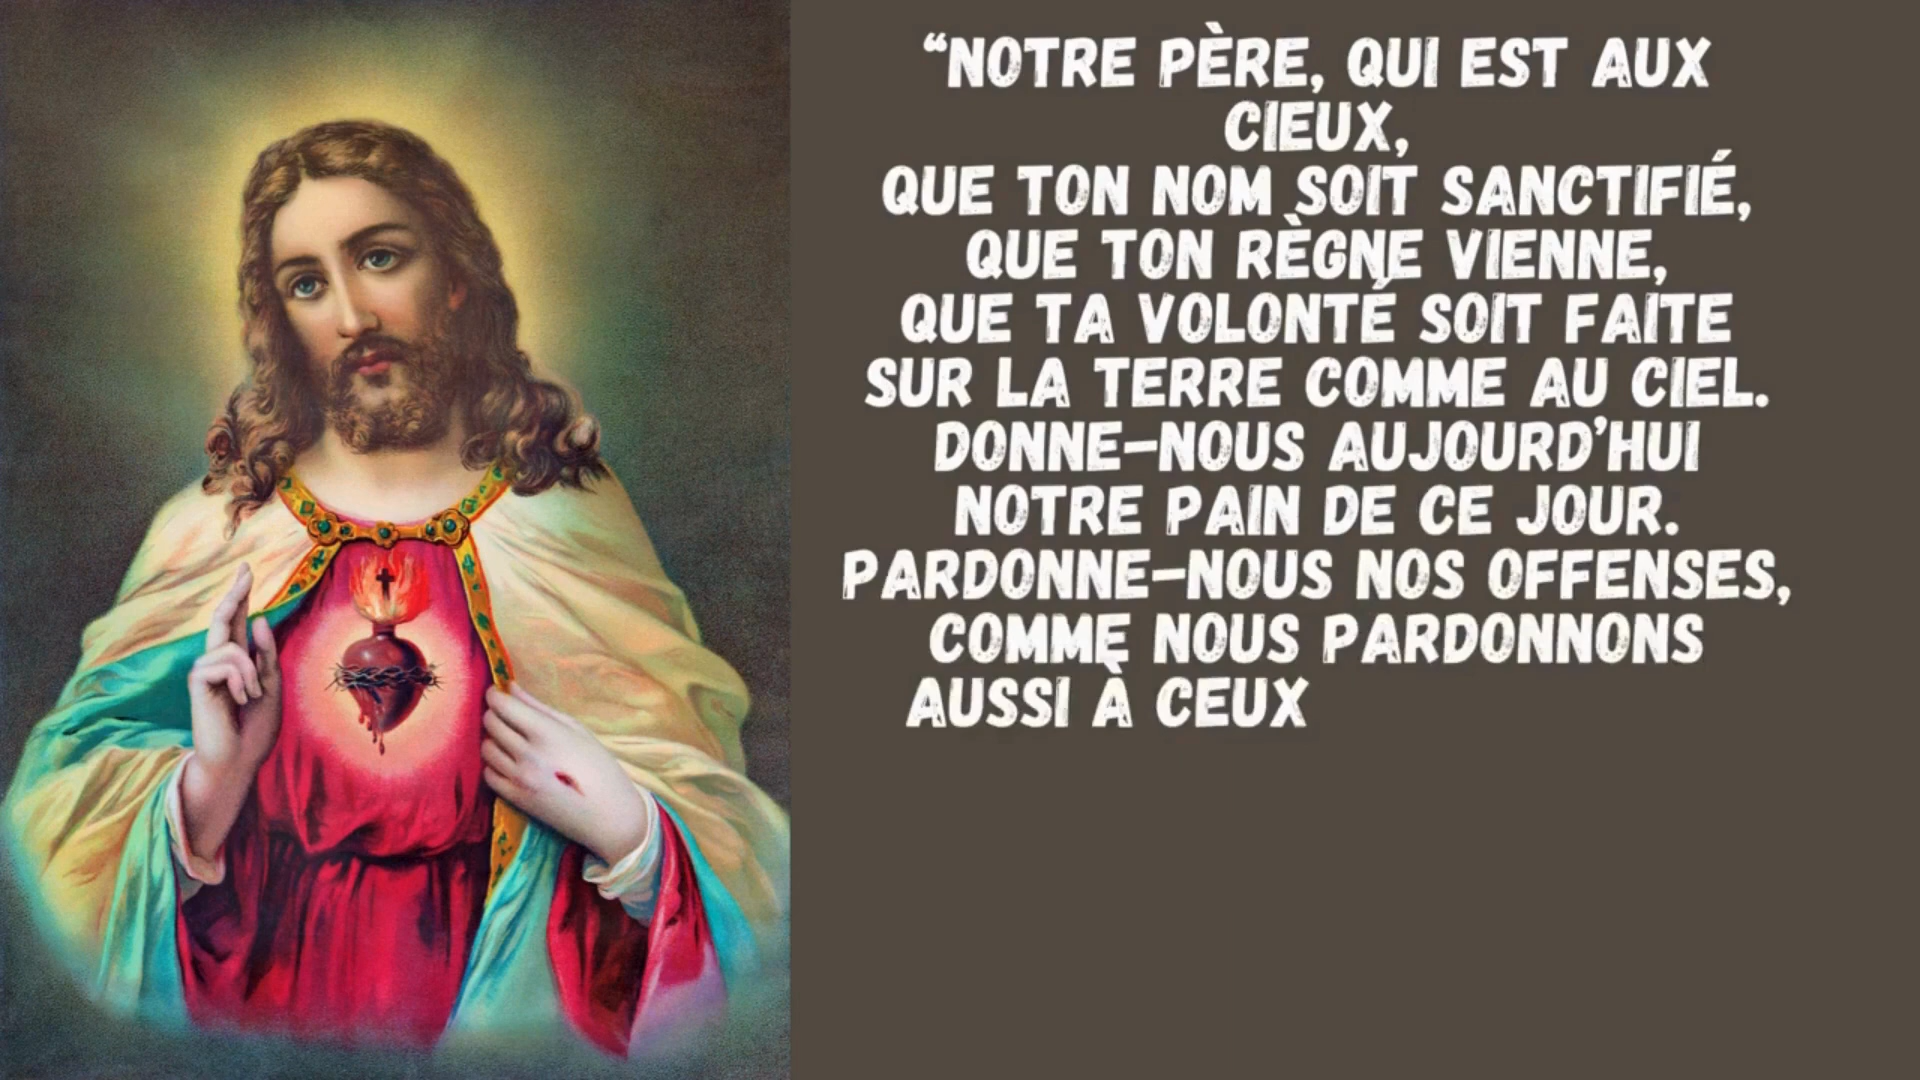 “NOTRE PÈRE, QUI EST AUX
CIEUX,
QUE TON NOM SOIT SANCTIFIÉ,
QUE TON RÈGNE VIENNE,
QUE TA VOLONTÉ SOIT FAITE
SUR LA TERRE COMME AU CIEL.
DONNE-NOUS AUJOURD’HUI
NOTRE PAIN DE CE JOUR.
PARDONNE-NOUS NOS OFFENSES,
COMME NOUS PARDONNONS
AUSSI À CEUX